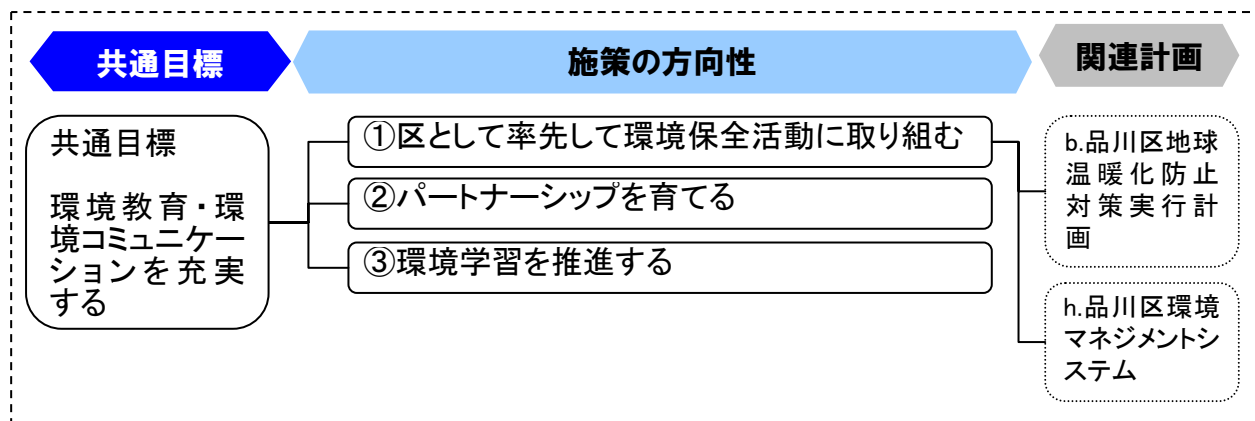 共通目標
施策の方向性
関連計画
共通目標
環境教育・環
境コミュニケー
ションを充実
する
①区として率先して環境保全活動に取り組む
②パートナーシップを育てる
③環境学習を推進する
b.品川区地球
温暖化防止
対策実行計
画
h.品川区環境
マネジメントシ
ステム